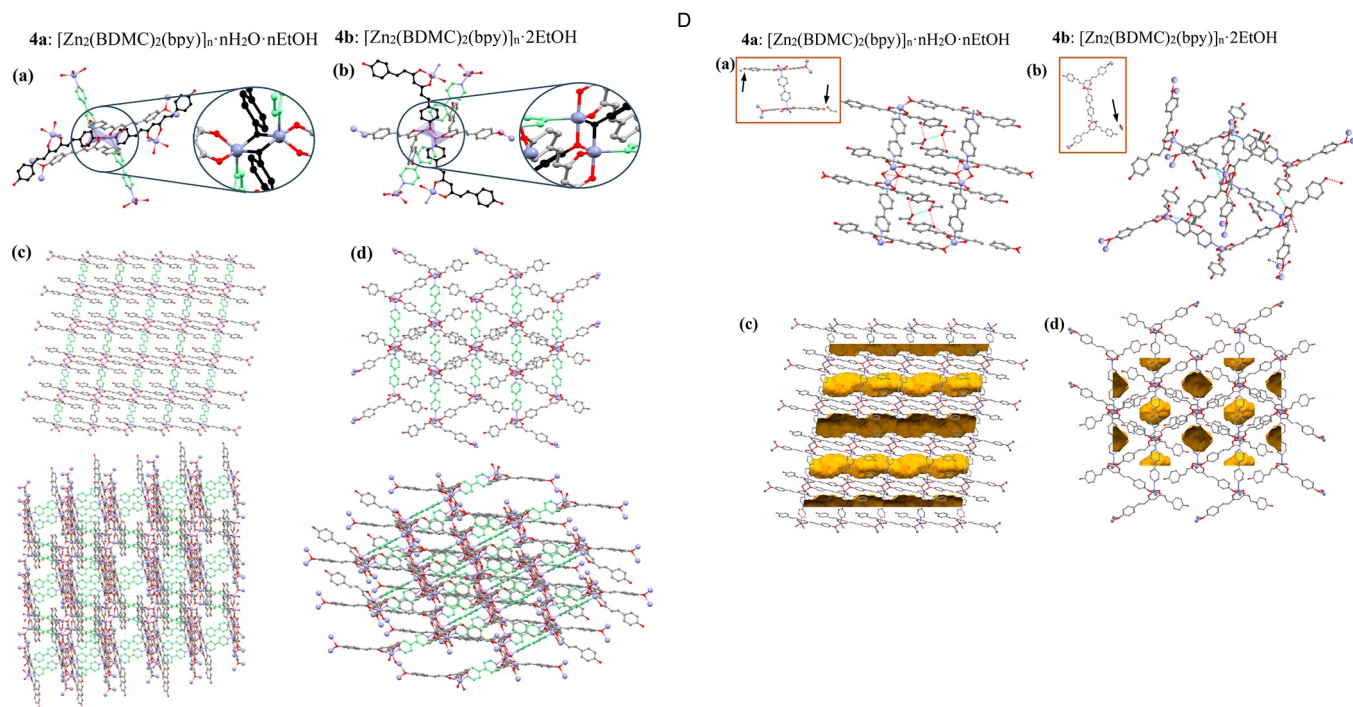 D
4a: [Zn₂(BDMC)₂(bpy)]ₙ·nH₂O·nEtOH
4b: [Zn₂(BDMC)₂(bpy)]ₙ·2EtOH
(a)
(b)
(c)
(d)
4a: [Zn₂(BDMC)₂(bpy)]ₙ·nH₂O·nEtOH
4b: [Zn₂(BDMC)₂(bpy)]ₙ·2EtOH
(a)
(b)
(c)
(d)